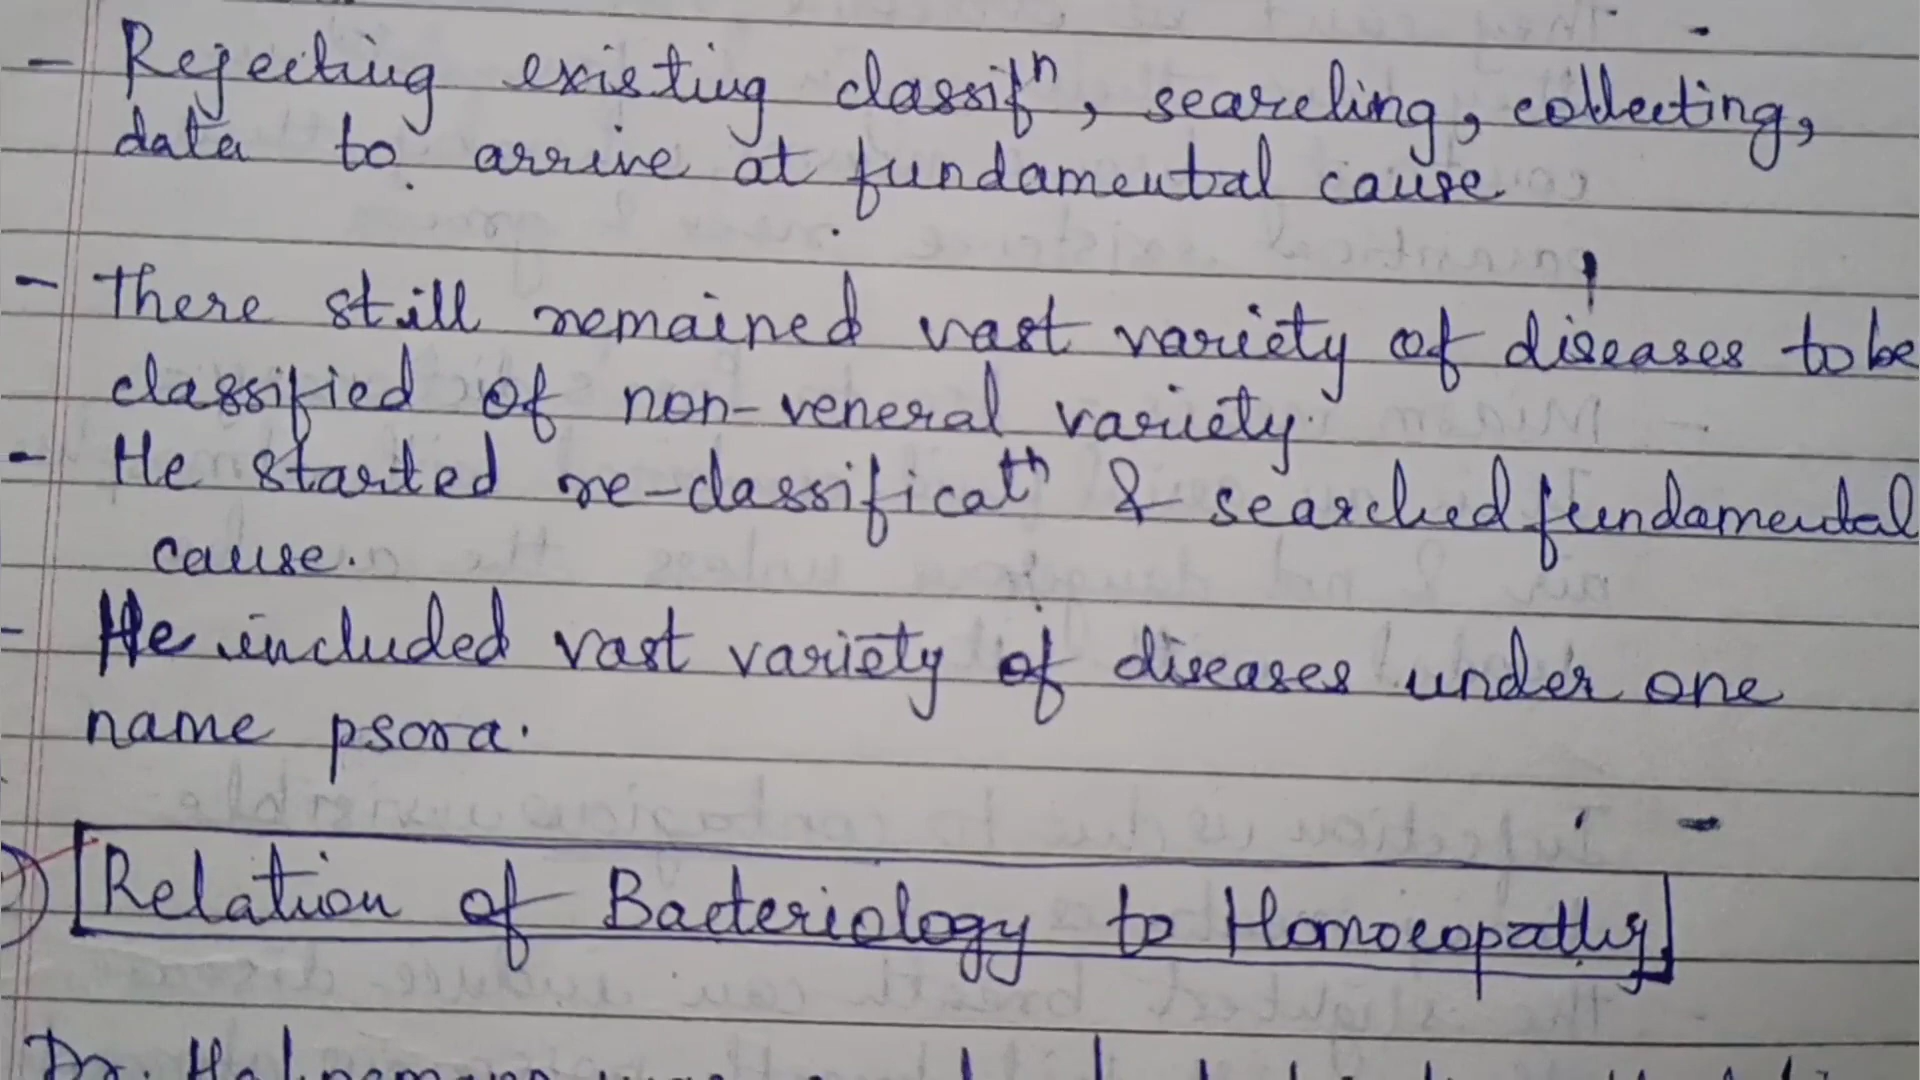 - Rejecting existing classifⁿ, searching, collecting,
data to arrive at fundamental cause.
- There still remained vast variety of diseases to be
classified of non-veneral variety.
- He started re-classificatⁿ & searched fundamental
cause.
- He included vast variety of diseases under one
name psora.
Relation of Bacteriology to Homoeopathy
Dr. Hahnemann